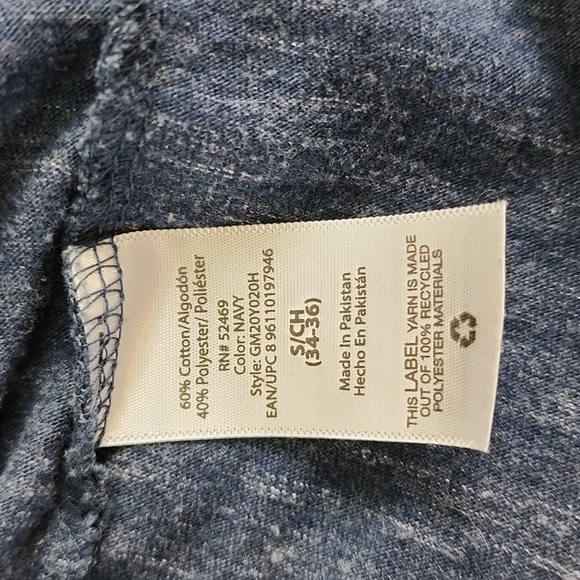 60% Cotton/Algodón
40% Polyester/ Poliéster
RN# 52469
Color: NAVY
Style: GM20Y020H
EAN/UPC 8 96110197946
S/CH
(34-36)
Made In Pakistan
Hecho En Pakistán
THIS LABEL YARN IS MADE
OUT OF 100% RECYCLED
POLYESTER MATERIALS